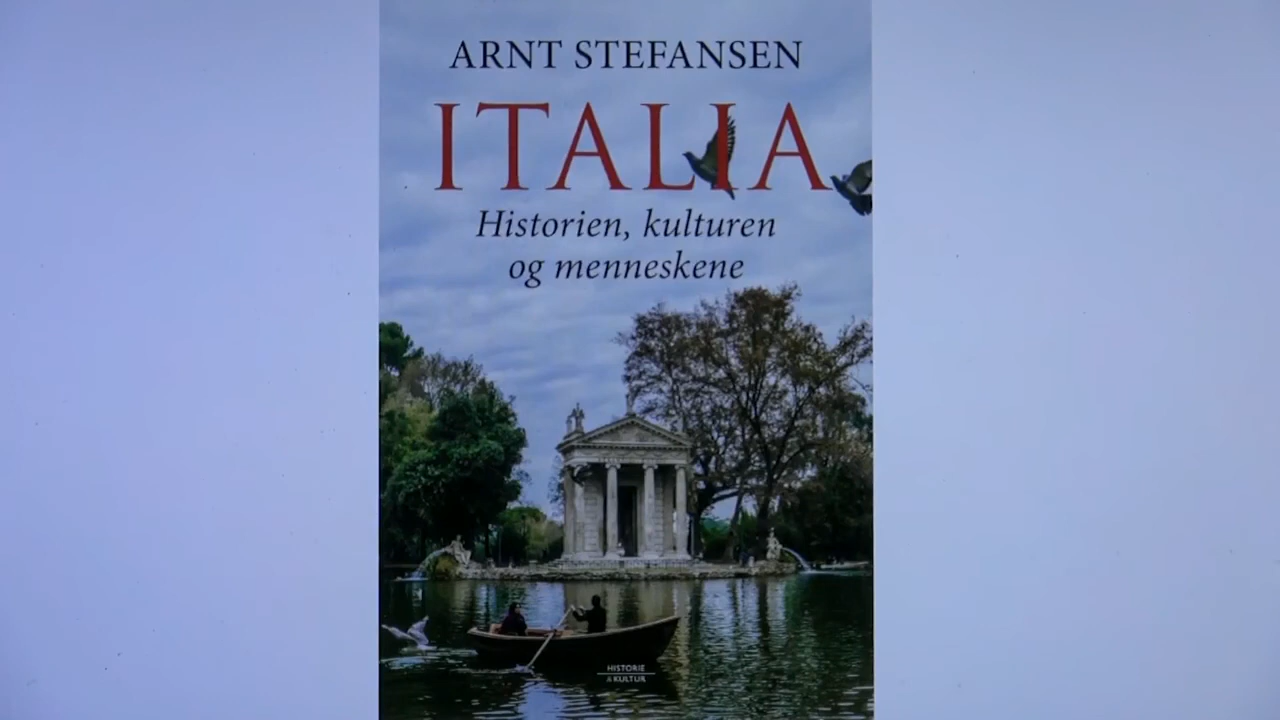 ARNT STEFANSEN
ITALIA
Historien, kulturen
og menneskene
HISTORIE
& KULTUR